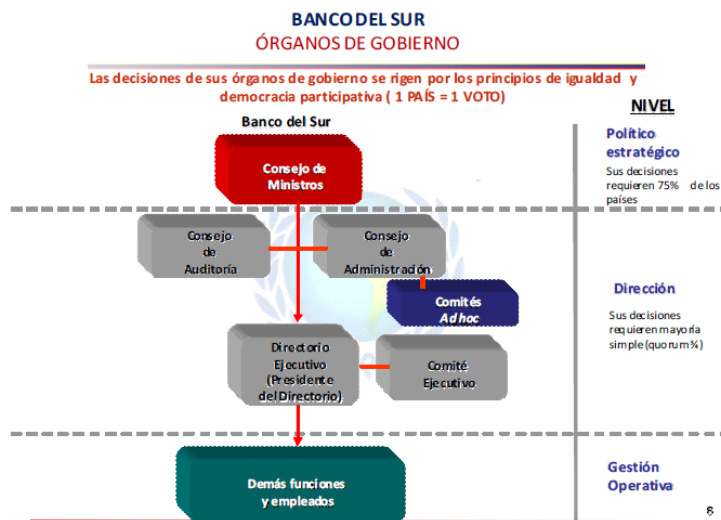 BANCO DEL SUR
ÓRGANOS DE GOBIERNO
Las decisiones de sus órganos de gobierno se rigen por los principios de igualdad y
democracia participativa ( 1 PAÍS = 1 VOTO)
NIVEL
Banco del Sur
Consejo de
Ministros
Político
estratégico
Sus decisiones
requieren 75% de los
países
Consejo
de
Auditoría
Consejo
de
Administración
Comités
Ad hoc
Dirección
Sus decisiones
requieren mayoría
simple (quorum ¾)
Directorio
Ejecutivo
(Presidente
del Directorio)
Comité
Ejecutivo
Demás funciones
y empleados
Gestión
Operativa
8